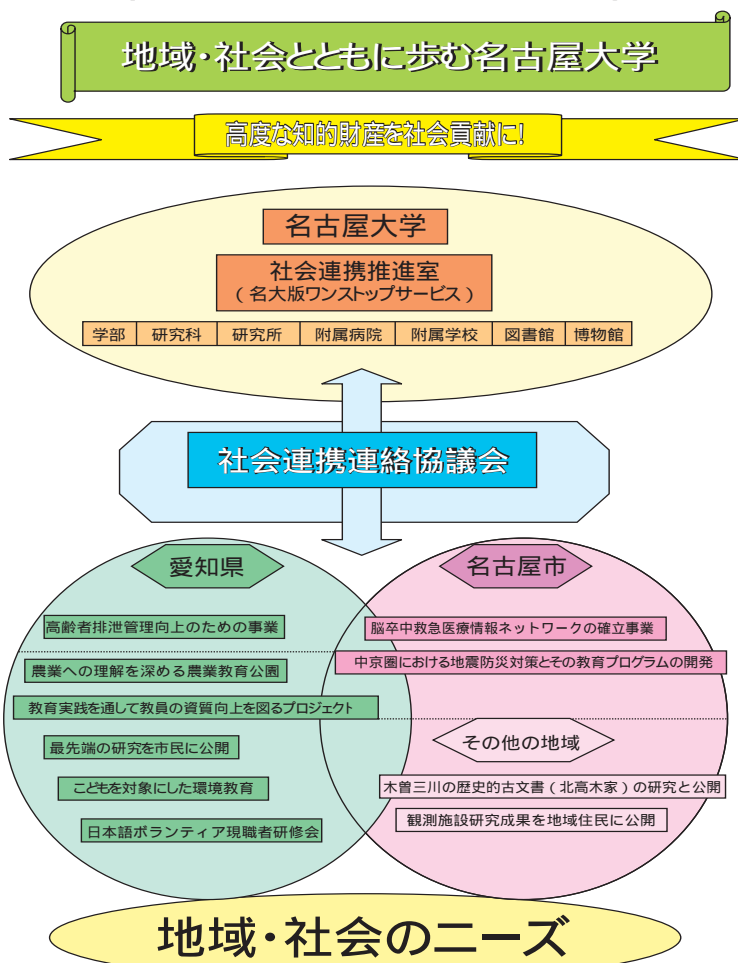 地域・社会とともに歩む名古屋大学
高度な知的財産を社会貢献に!
名古屋大学
社会連携推進室
(名大版ワンストップサービス)
学部 研究科 研究所 附属病院 附属学校 図書館 博物館
社会連携連絡協議会
愛知県
高齢者排泄管理向上のための事業
農業への理解を深める農業教育公園
教育実践を通して教員の資質向上を図るプロジェクト
最先端の研究を市民に公開
こどもを対象にした環境教育
日本語ボランティア現職者研修会
名古屋市
脳卒中救急医療情報ネットワークの確立事業
中京圏における地震防災対策とその教育プログラムの開発
その他の地域
木曽三川の歴史的古文書(北高木家)の研究と公開
観測施設研究成果を地域住民に公開
地域・社会のニーズ